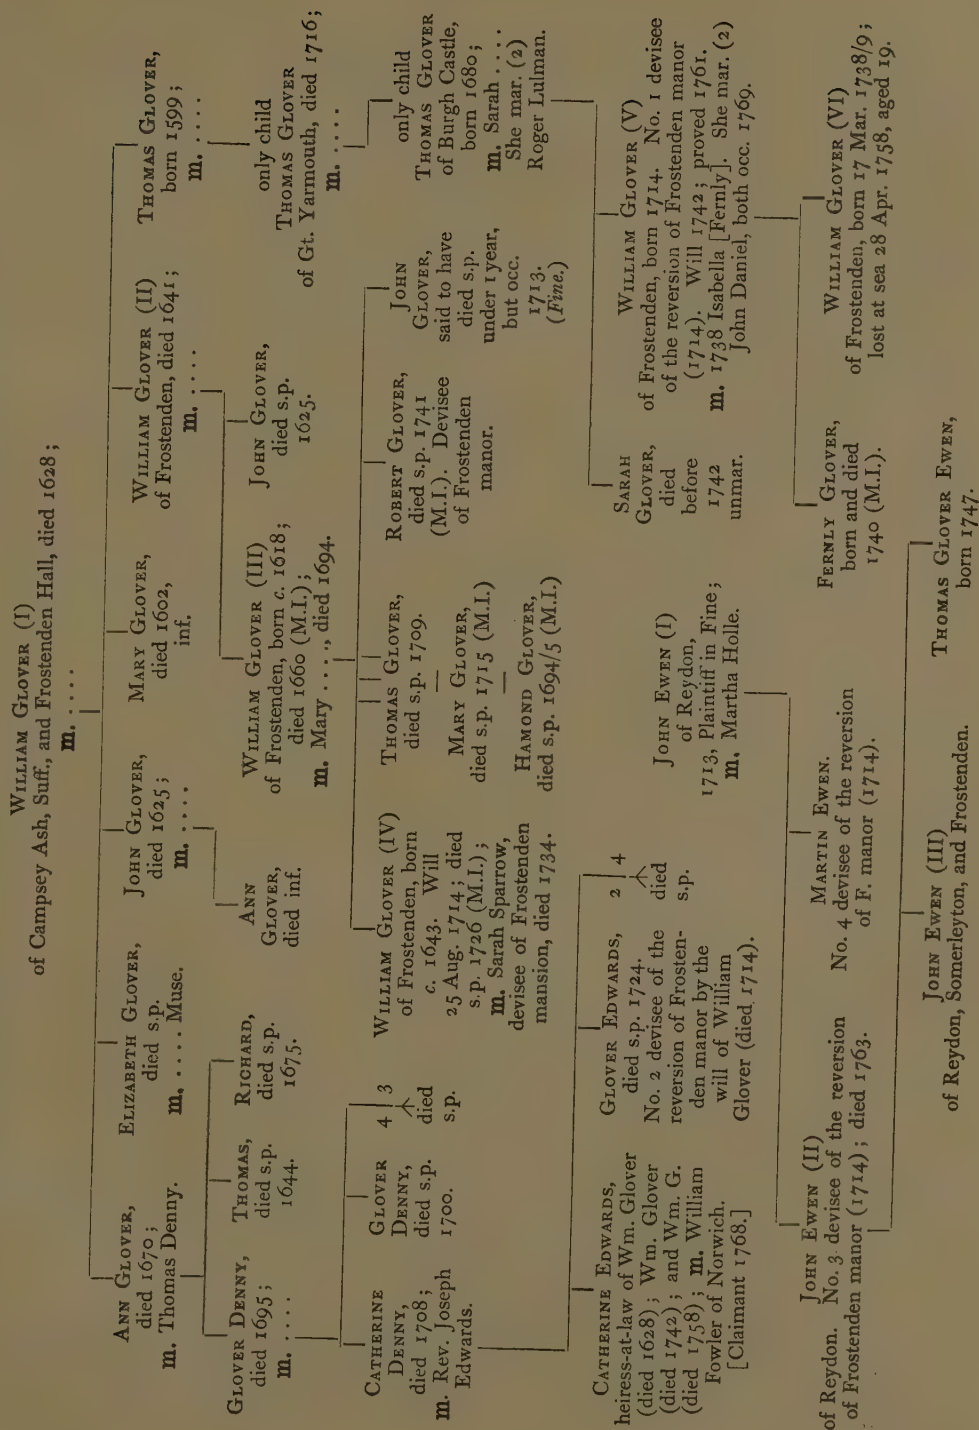 WILLIAM GLOVER (I)
of Campsey Ash, Suff., and Frostenden Hall, died 1628;
m. . . . .
ANN GLOVER,
died 1670;
m. Thomas Denny.
ELIZABETH GLOVER,
died s.p.
m. . . . . Muse.
JOHN GLOVER,
died 1625;
m. . . . .
MARY GLOVER,
died 1602,
inf.
WILLIAM GLOVER (II)
of Frostenden, died 1641;
m. . . . .
THOMAS GLOVER,
born 1599;
m. . . . .
GLOVER DENNY,
died 1695;
m. . . . .
THOMAS,
died s.p.
1644.
RICHARD,
died s.p.
1675.
ANN
GLOVER,
died inf.
WILLIAM GLOVER (III)
of Frostenden, born c. 1618;
died 1660 (M.I.);
m. Mary . . . ., died 1694.
JOHN GLOVER,
died s.p.
1625.
only child
THOMAS GLOVER
of Gt. Yarmouth, died 1716;
m. . . . .
CATHERINE
DENNY,
died 1708;
m. Rev. Joseph
Edwards.
GLOVER
DENNY,
died s.p.
1700.
4 3
died
s.p.
WILLIAM GLOVER (IV)
of Frostenden, born
c. 1643. Will
25 Aug. 1714; died
s.p. 1726 (M.I.);
m. Sarah Sparrow,
devisee of Frostenden
mansion, died 1734.
THOMAS GLOVER,
died s.p. 1709.
MARY GLOVER,
died s.p. 1715 (M.I.)
HAMOND GLOVER,
died s.p. 1694/5 (M.I.)
ROBERT GLOVER,
died s.p. 1741
(M.I.). Devisee
of Frostenden
manor.
JOHN
GLOVER,
said to have
died s.p.
under 1 year,
but occ.
1713.
(Fine.)
only child
THOMAS GLOVER
of Burgh Castle,
born 1680;
m. Sarah . . . .
She mar. (2)
Roger Lulman.
CATHERINE EDWARDS,
heiress-at-law of Wm. Glover
(died 1628); Wm. Glover
(died 1742); and Wm. G.
(died 1758); m. William
Fowler of Norwich.
[Claimant 1768.]
GLOVER EDWARDS,
died s.p. 1724.
No. 2 devisee of the
reversion of Frosten-
den manor by the
will of William
Glover (died 1714).
2 4
died
s.p.
JOHN EWEN (I)
of Reydon,
1713, Plaintiff in Fine;
m. Martha Holle.
SARAH
GLOVER,
died
before
1742
unmar.
WILLIAM GLOVER (V)
of Frostenden, born 1714. No. 1 devisee
of the reversion of Frostenden manor
(1714). Will 1742; proved 1761.
m. 1738 Isabella [Fernly]. She mar. (2)
John Daniel, both occ. 1769.
JOHN EWEN (II)
of Reydon. No. 3 devisee of the reversion
of Frostenden manor (1714); died 1763.
MARTIN EWEN.
No. 4 devisee of the reversion
of F. manor (1714).
FERNLY GLOVER,
born and died
1740 (M.I.).
WILLIAM GLOVER (VI)
of Frostenden, born 17 Mar. 1738/9;
lost at sea 28 Apr. 1758, aged 19.
JOHN EWEN (III)
of Reydon, Somerleyton, and Frostenden.
THOMAS GLOVER EWEN,
born 1747.